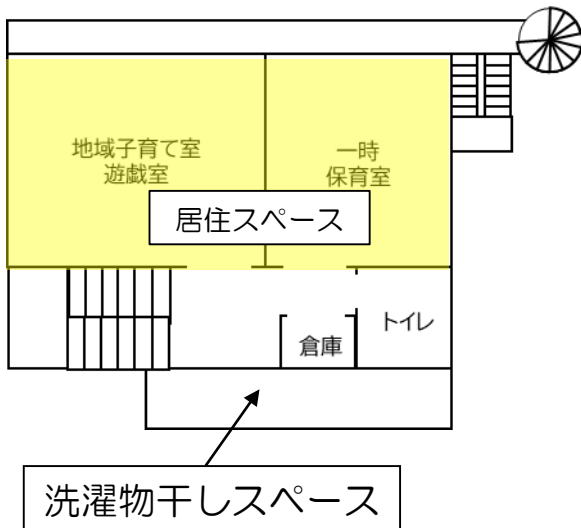 地域子育て室
遊戯室
一時
保育室
居住スペース
倉庫
トイレ
洗濯物干しスペース